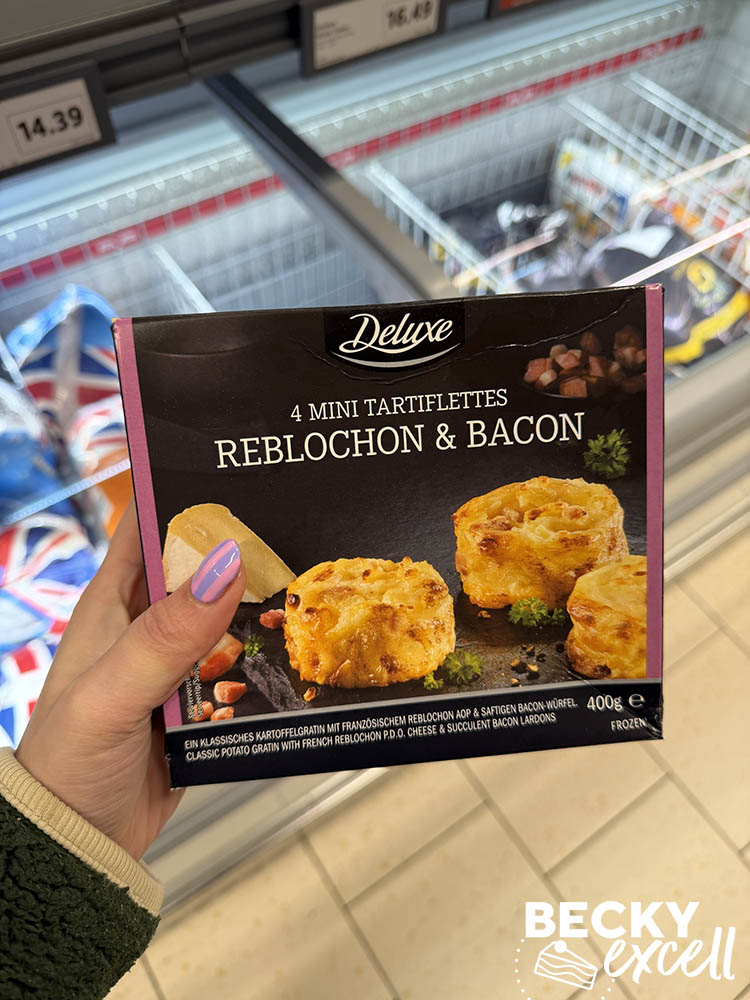 16.49
14.39
Deluxe
4 MINI TARTIFLETTES
REBLOCHON & BACON
EIN KLASSISCHES KARTOFFELGRATIN MIT FRANZÖSISCHEM REBLOCHON AOP & SAFTIGEN BACON-WÜRFEL.
CLASSIC POTATO GRATIN WITH FRENCH REBLOCHON P.D.O. CHEESE & SUCCULENT BACON LARDONS
400g e
FROZEN
BECKY
excell